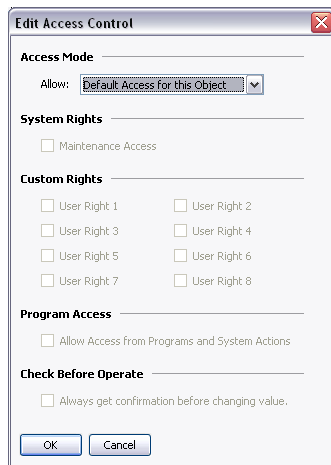 Edit Access Control
Access Mode
Allow: Default Access for this Object
System Rights
Maintenance Access
Custom Rights
User Right 1 User Right 2
User Right 3 User Right 4
User Right 5 User Right 6
User Right 7 User Right 8
Program Access
Allow Access from Programs and System Actions
Check Before Operate
Always get confirmation before changing value.
OK Cancel